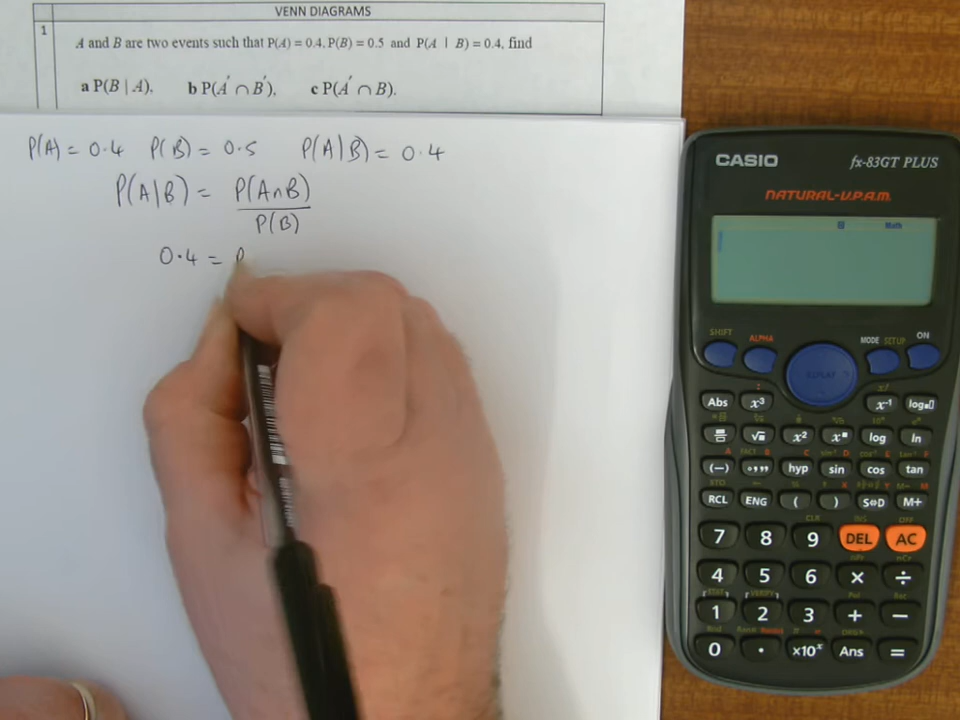 VENN DIAGRAMS
1
A and B are two events such that P(A) = 0.4, P(B) = 0.5 and P(A | B) = 0.4, find
a P(B | A), b P(A′ ∩ B′), c P(A′ ∩ B).
P(A) = 0.4 P(B) = 0.5 P(A|B) = 0.4
P(A|B) = P(A∩B)
P(B)
0.4 = P
CASIO fx-83GT PLUS
NATURAL-V.P.A.M.
Math
SHIFT ALPHA MODE SETUP ON
REPLAY
Abs x³ x⁻¹ log
√ x² log ln
(−) hyp sin cos tan
RCL ENG ( ) S⇔D M+
7 8 9 DEL AC
4 5 6 × ÷
1 2 3 + −
0 · ×10ˣ Ans =